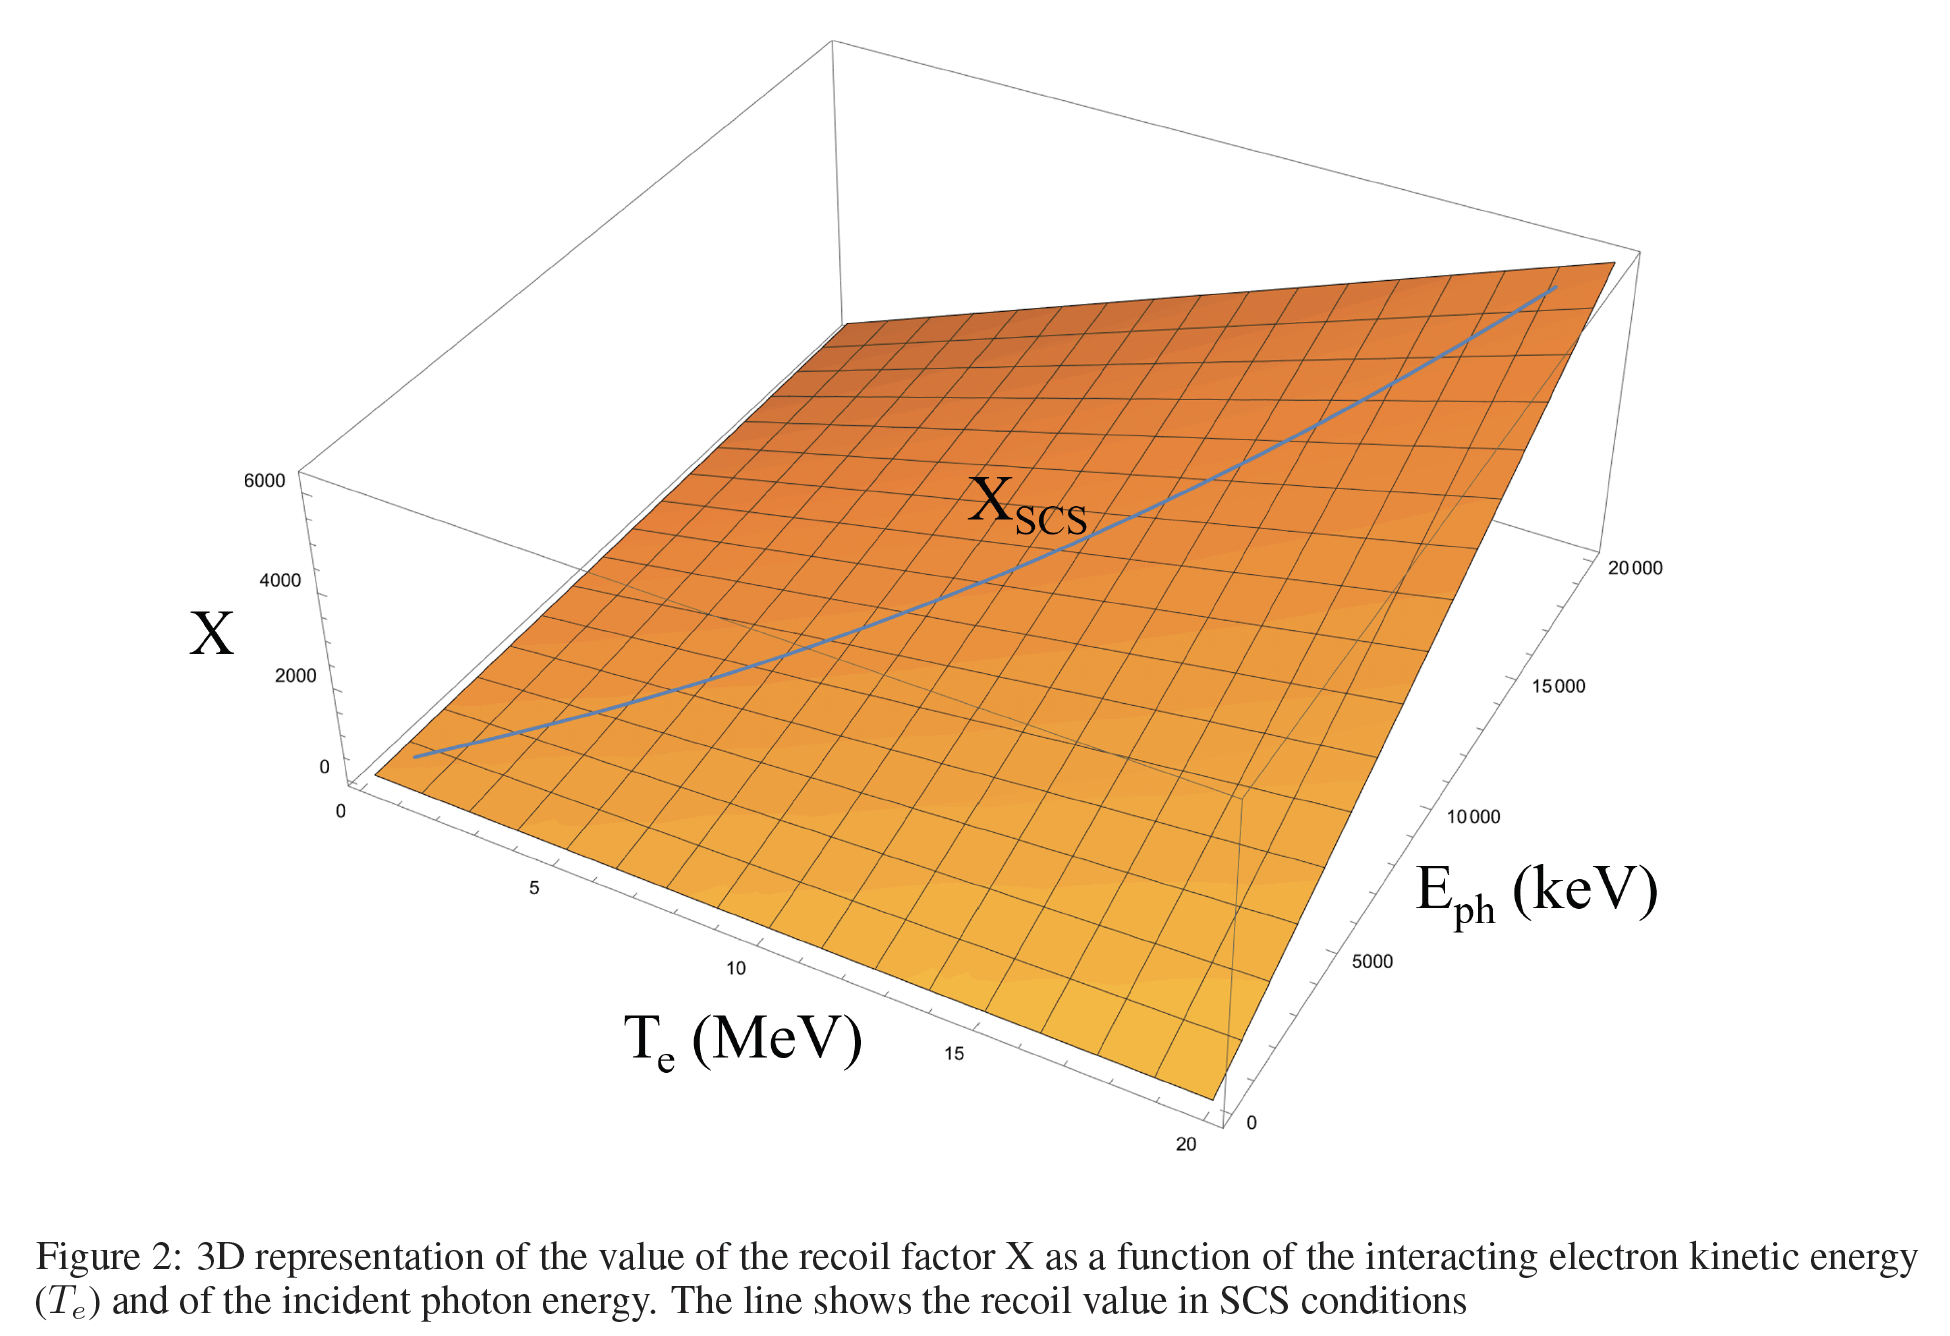 6000
4000
2000
0
X
X_SCS
0
5
10
15
20
T_e (MeV)
20000
15000
10000
5000
0
E_ph (keV)
Figure 2: 3D representation of the value of the recoil factor X as a function of the interacting electron kinetic energy
(T_e) and of the incident photon energy. The line shows the recoil value in SCS conditions